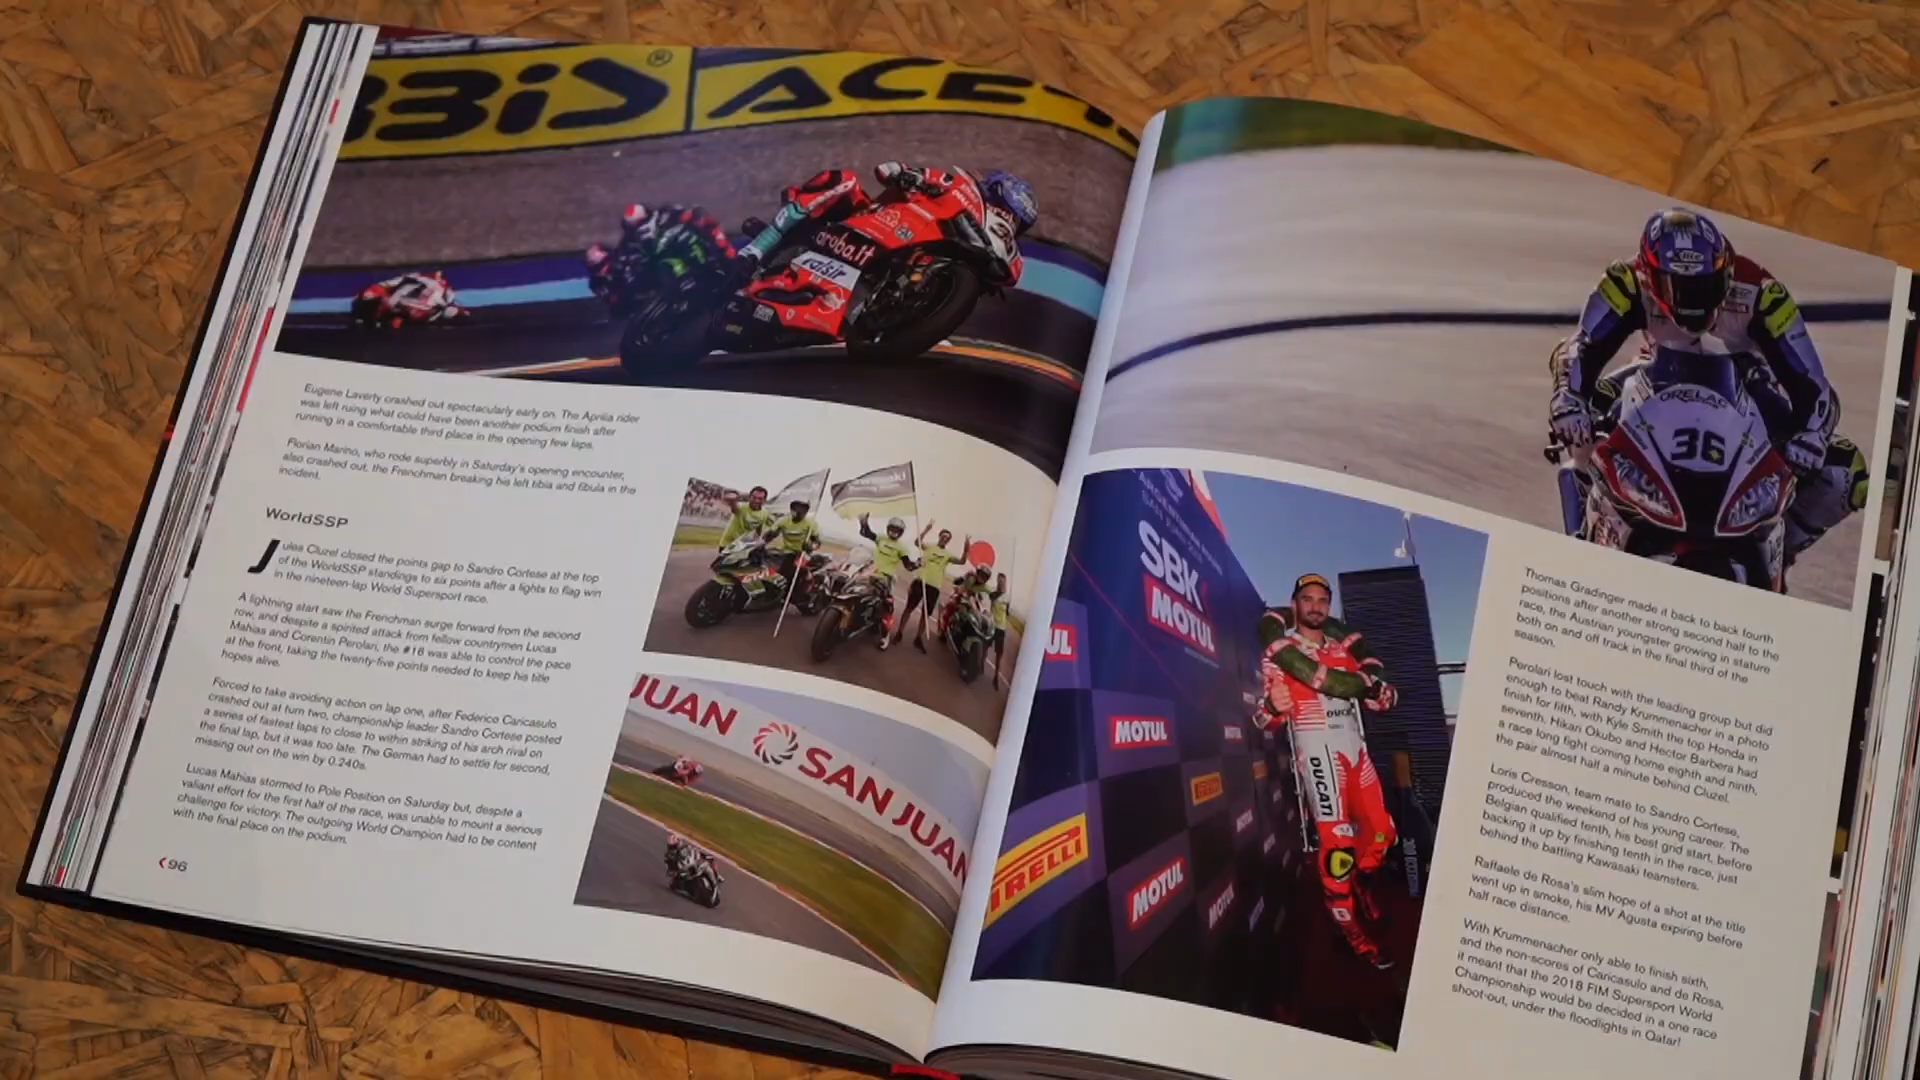 ACE
aruba.it
valsir
Eugene Laverty crashed out spectacularly early on. The Aprilia rider
was left ruing what could have been another podium finish after
running in a comfortable third place in the opening few laps.
Florian Marino, who rode superbly in Saturday's opening encounter,
also crashed out, the Frenchman breaking his left tibia and fibula in the
incident.
WorldSSP
Jules Cluzel closed the points gap to Sandro Cortese at the top
of the WorldSSP standings to six points after a lights to flag win
in the nineteen-lap World Supersport race.
A lightning start saw the Frenchman surge forward from the second
row, and despite a spirited attack from fellow countrymen Lucas
Mahias and Corentin Perolari, the #16 was able to control the pace
at the front, taking the twenty-five points needed to keep his title
hopes alive.
Forced to take avoiding action on lap one, after Federico Caricasulo
crashed out at turn two, championship leader Sandro Cortese posted
a series of fastest laps to close to within striking of his arch rival on
the final lap, but it was too late. The German had to settle for second,
missing out on the win by 0.240s.
Lucas Mahias stormed to Pole Position on Saturday but, despite a
valiant effort for the first half of the race, was unable to mount a serious
challenge for victory. The outgoing World Champion had to be content
with the final place on the podium.
96
Kawasaki
JUAN SAN JUAN
ORELAC
36
SBK
MOTUL
UL
MOTUL
PIRELLI
MOTUL
PIRELLI
MOTUL
MOTUL
DUCATI
DUCATI
Thomas Gradinger made it back to back fourth
positions after another strong second half to the
race, the Austrian youngster growing in stature
both on and off track in the final third of the
season.
Perolari lost touch with the leading group but did
enough to beat Randy Krummenacher in a photo
finish for fifth, with Kyle Smith the top Honda in
seventh. Hikari Okubo and Hector Barbera had
a race long fight coming home eighth and ninth,
the pair almost half a minute behind Cluzel.
Loris Cresson, team mate to Sandro Cortese,
produced the weekend of his young career. The
Belgian qualified tenth, his best grid start, before
backing it up by finishing tenth in the race, just
behind the battling Kawasaki teamsters.
Raffaele de Rosa's slim hope of a shot at the title
went up in smoke, his MV Agusta expiring before
half race distance.
With Krummenacher only able to finish sixth,
and the non-scores of Caricasulo and de Rosa,
it meant that the 2018 FIM Supersport World
Championship would be decided in a one race
shoot-out, under the floodlights in Qatar!